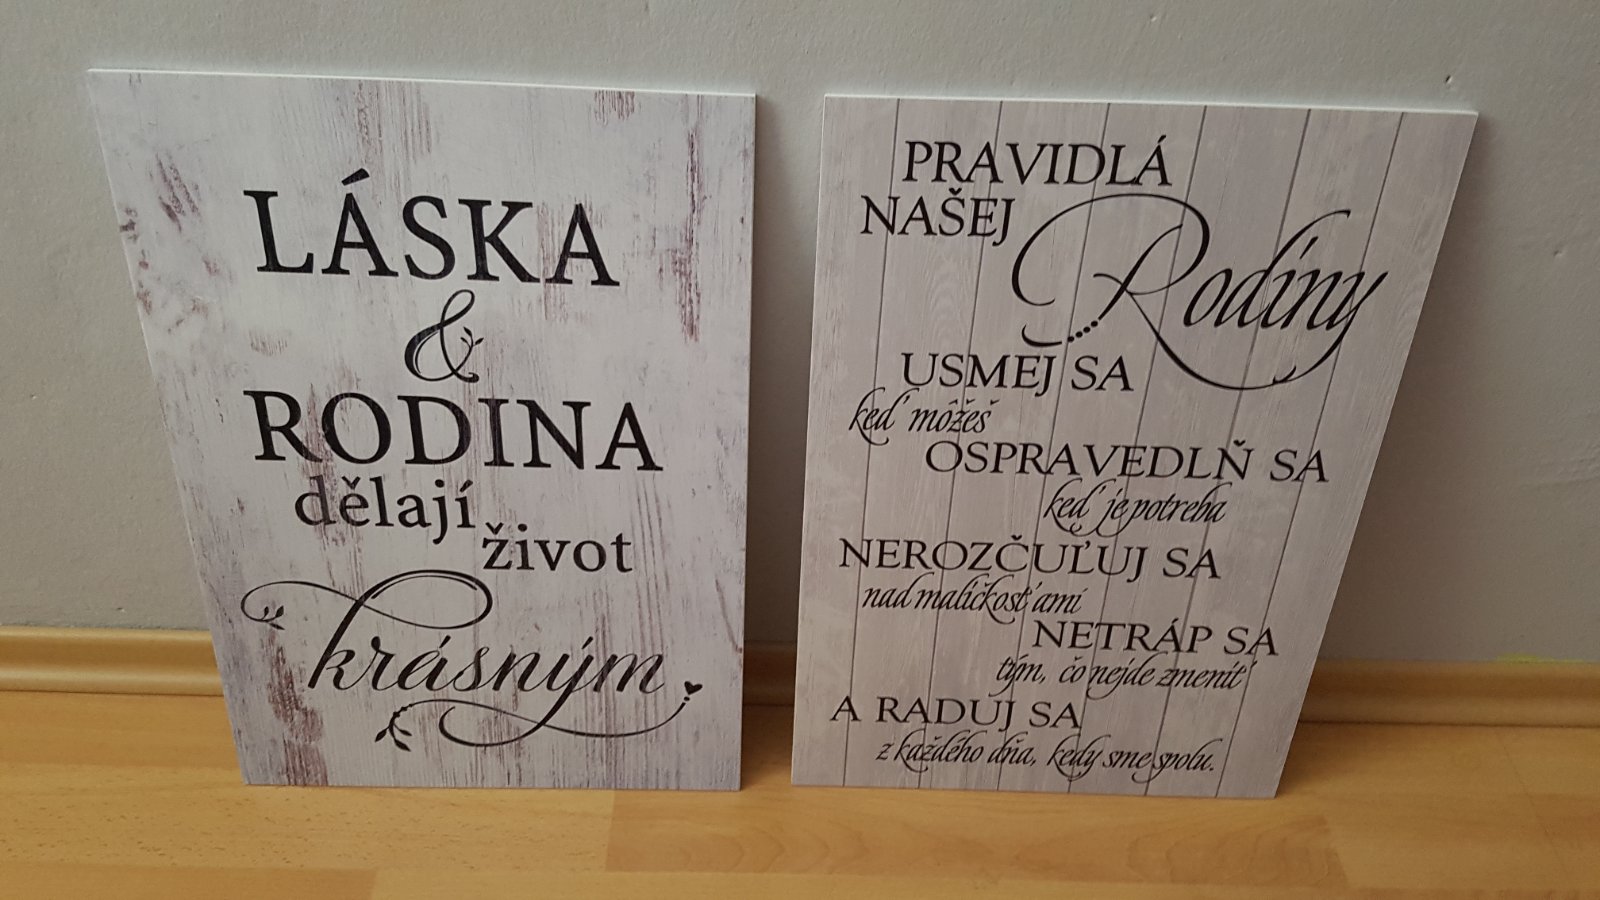 LÁSKA
&
RODINA
dělají
život
krásným
PRAVIDLÁ
NAŠEJ
Rodiny
USMEJ SA
keď môžeš
OSPRAVEDLŇ SA
keď je potreba
NEROZČUĽUJ SA
nad maličkosťami
NETRÁP SA
tým, čo nejde zmeniť
A RADUJ SA
z každého dňa, kedy sme spolu.